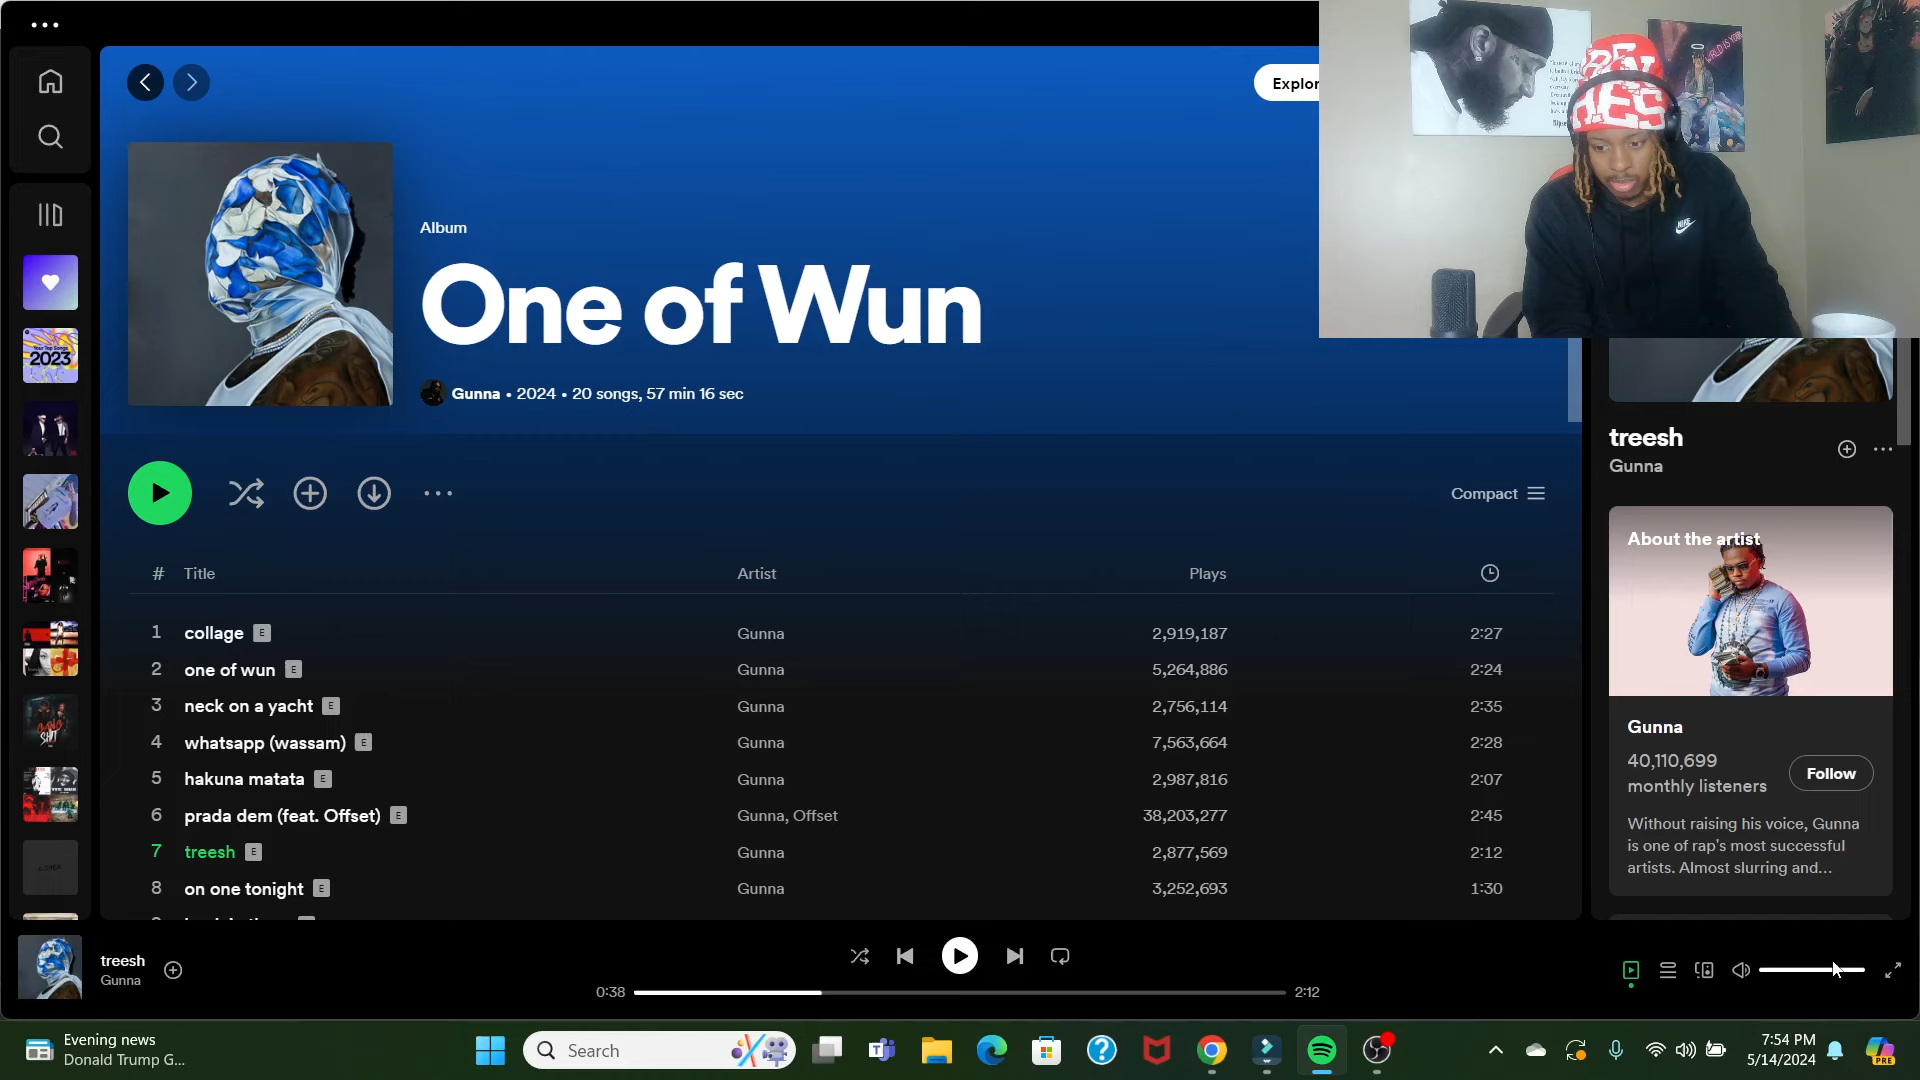 Explor
Album
One of Wun
Gunna • 2024 • 20 songs, 57 min 16 sec
Your Top Songs
2023
Compact
# Title Artist Plays
1 collage E Gunna 2,919,187 2:27
2 one of wun E Gunna 5,264,886 2:24
3 neck on a yacht E Gunna 2,756,114 2:35
4 whatsapp (wassam) E Gunna 7,563,664 2:28
5 hakuna matata E Gunna 2,987,816 2:07
6 prada dem (feat. Offset) E Gunna, Offset 38,203,277 2:45
7 treesh E Gunna 2,877,569 2:12
8 on one tonight E Gunna 3,252,693 1:30
treesh
Gunna
About the artist
Gunna
40,110,699
monthly listeners
Follow
Without raising his voice, Gunna
is one of rap's most successful
artists. Almost slurring and...
treesh
Gunna
0:38 2:12
Evening news
Donald Trump G...
Search
7:54 PM
5/14/2024
PRE